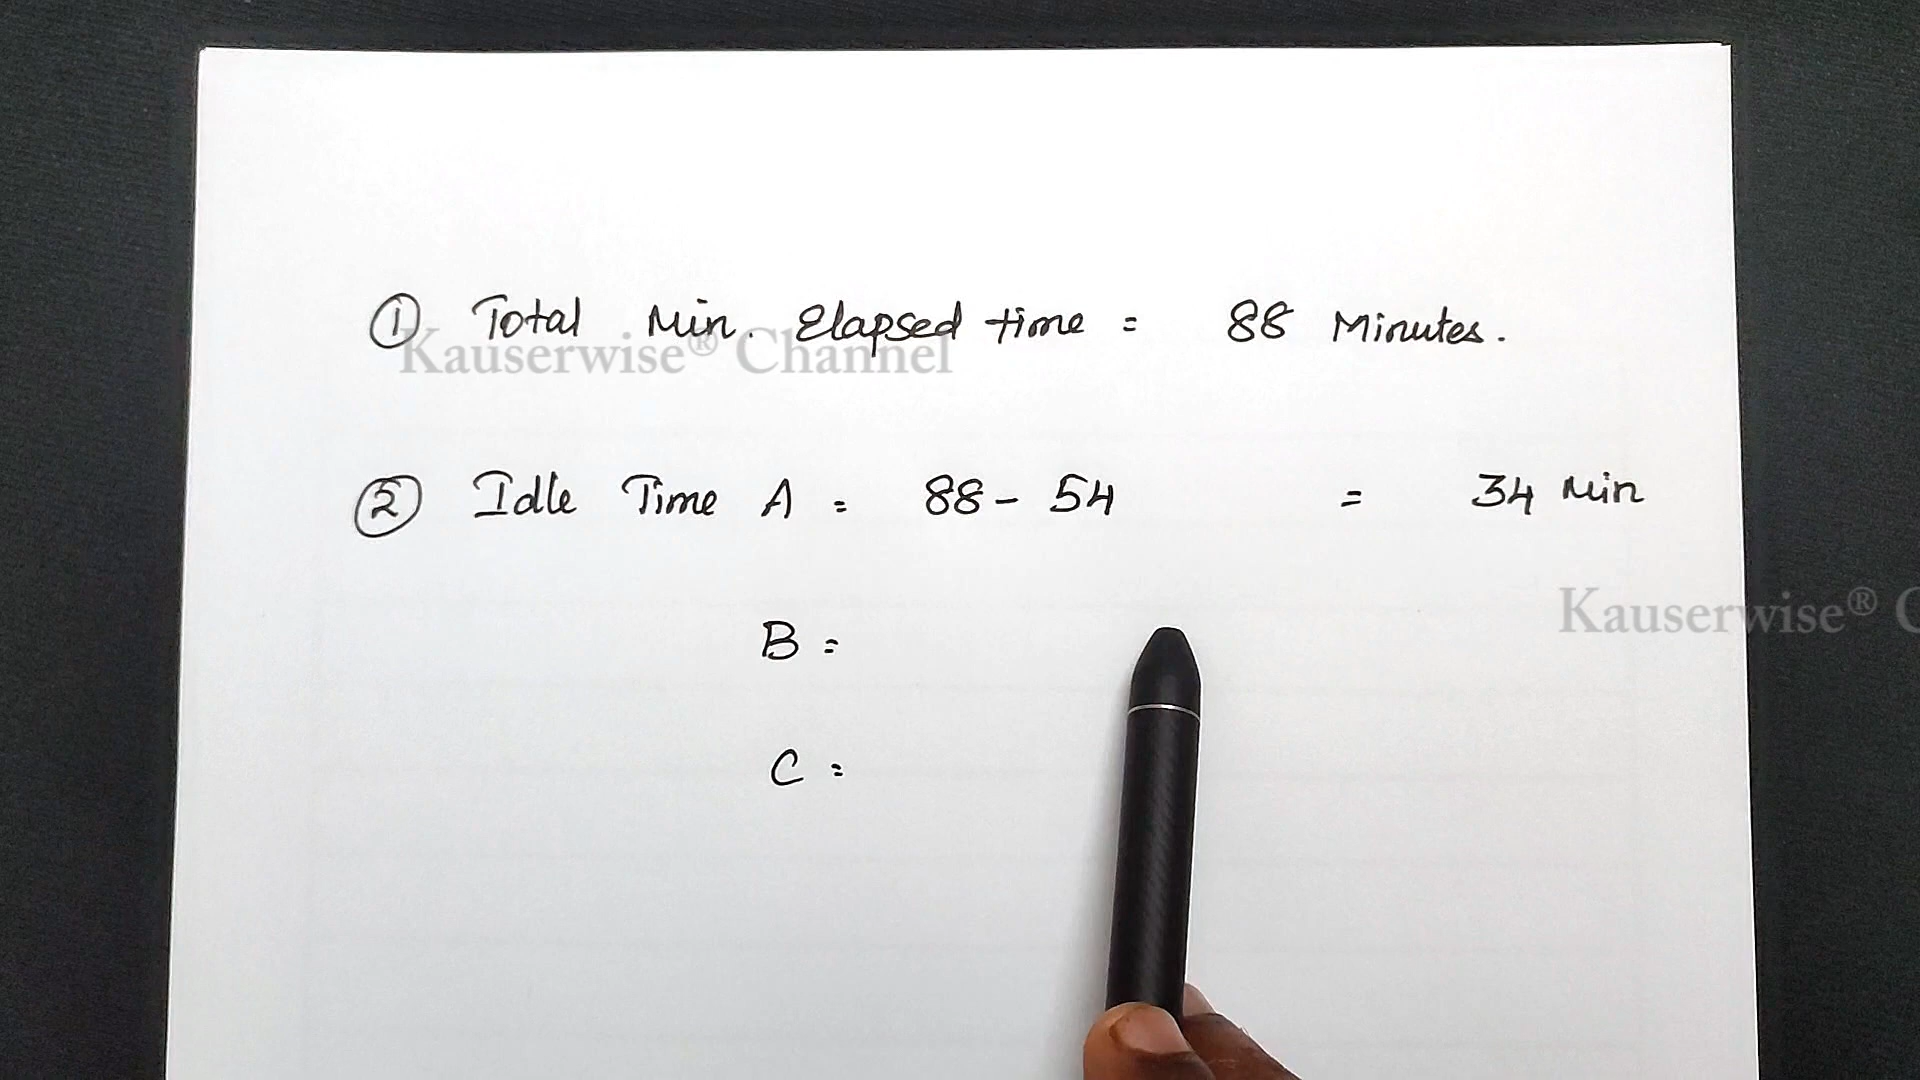 ① Total Min. Elapsed time = 88 Minutes.
Kauserwise® Channel
② Idle Time A = 88 - 54 = 34 Min
Kauserwise® C
B =
C =